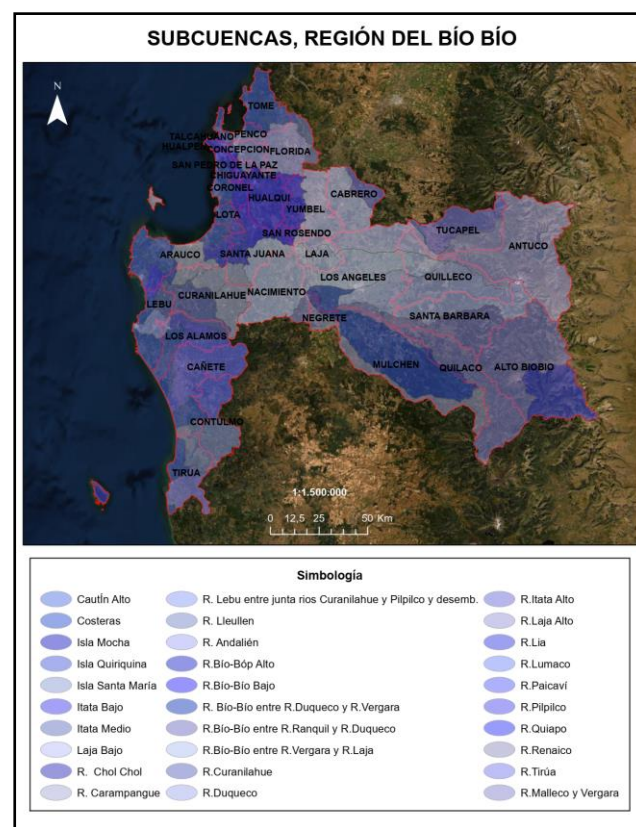 SUBCUENCAS, REGIÓN DEL BÍO BÍO
N
TOME
TALCAHUANO
PENCO
HUALPEN
CONCEPCION
FLORIDA
SAN PEDRO DE LA PAZ
CHIGUAYANTE
CORONEL
HUALQUI
CABRERO
LOTA
YUMBEL
TUCAPEL
SAN ROSENDO
ANTUCO
ARAUCO
SANTA JUANA
LAJA
LOS ANGELES
QUILLECO
LEBU
CURANILAHUE
NACIMIENTO
NEGRETE
SANTA BARBARA
LOS ALAMOS
CAÑETE
MULCHEN
QUILACO
ALTO BIOBIO
CONTULMO
TIRUA
1:1.500.000
0 12,5 25 50 Km
Simbología
Cautín Alto
Costeras
Isla Mocha
Isla Quiriquina
Isla Santa María
Itata Bajo
Itata Medio
Laja Bajo
R. Chol Chol
R. Carampangue
R. Lebu entre junta rios Curanilahue y Pilpilco y desemb.
R. Lleullen
R. Andalién
R.Bío-Bóp Alto
R.Bío-Bío Bajo
R. Bío-Bío entre R.Duqueco y R.Vergara
R.Bío-Bío entre R.Ranquil y R.Duqueco
R.Bío-Bío entre R.Vergara y R.Laja
R.Curanilahue
R.Duqueco
R.Itata Alto
R.Laja Alto
R.Lia
R.Lumaco
R.Paicaví
R.Pilpilco
R.Quiapo
R.Renaico
R.Tirúa
R.Malleco y Vergara